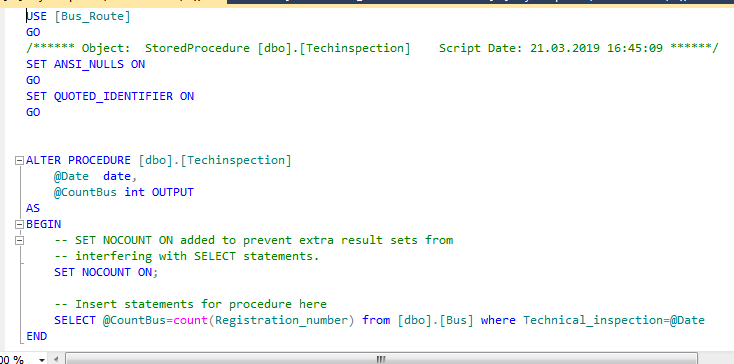 USE [Bus_Route]
GO
/****** Object:  StoredProcedure [dbo].[Techinspection]    Script Date: 21.03.2019 16:45:09 ******/
SET ANSI_NULLS ON
GO
SET QUOTED_IDENTIFIER ON
GO
ALTER PROCEDURE [dbo].[Techinspection]
@Date  date,
@CountBus int OUTPUT
AS
BEGIN
-- SET NOCOUNT ON added to prevent extra result sets from
-- interfering with SELECT statements.
SET NOCOUNT ON;
-- Insert statements for procedure here
SELECT @CountBus=count(Registration_number) from [dbo].[Bus] where Technical_inspection=@Date
END